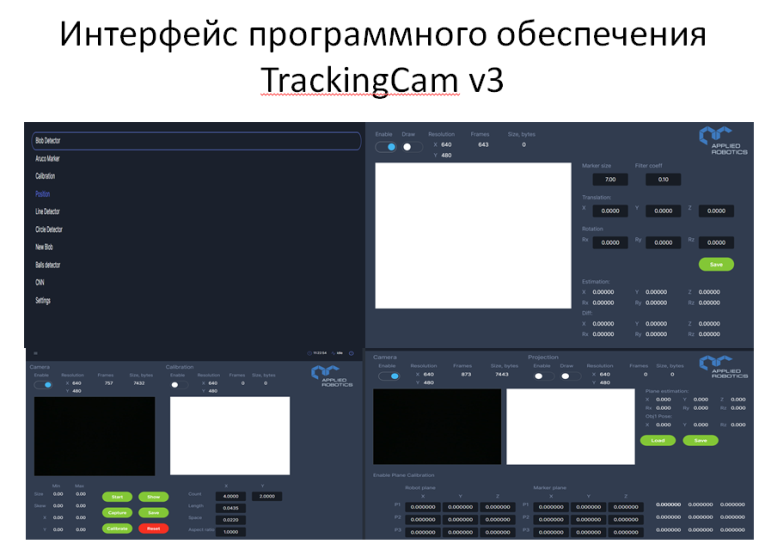 Интерфейс программного обеспечения
TrackingCam v3
Blob Detector
Aruco Marker
Calibration
Position
Line Detector
Circle Detector
New Blob
Balls detector
CNN
Settings
Enable Draw Resolution Frames Size, bytes
X 640 643 0
Y 480
APPLIED
ROBOTICS
Marker size Filter coeff
7.00 0.10
Translation:
X 0.0000 Y 0.0000 Z 0.0000
Rotation
Rx 0.0000 Ry 0.0000 Rz 0.0000
Save
Estimation:
X 0.00000 Y 0.00000 Z 0.00000
Rx 0.00000 Ry 0.00000 Rz 0.00000
Diff:
X 0.00000 Y 0.00000 Z 0.00000
Rx 0.00000 Ry 0.00000 Rz 0.00000
Camera Calibration
Enable Resolution Frames Size, bytes Enable Resolution Frames Size, bytes
X 640 757 7432 X 640 0 0
Y 480 Y 480
APPLIED
ROBOTICS
Min Max
Size 0.00 0.00 Start Show
Skew 0.00 0.00
X 0.00 0.00 Capture Save
Y 0.00 0.00 Calibrate Reset
X Y
Count 4.0000 3.0000
Length 0.0435
Space 0.0220
Aspect ratio 1.0000
Camera Projection
Enable Resolution Frames Size, bytes Enable Draw Resolution Frames Size, bytes
X 640 873 7443 X 640 0 0
Y 480 Y 480
APPLIED
ROBOTICS
Plane estimation:
X 0.000 Y 0.000 Z 0.000
Rx 0.000 Ry 0.000 Rz 0.000
Obj1 Pose:
X 0.000 Y 0.000 Rz 0.000
Load Save
Enable Plane Calibration
Robot plane Marker plane
X Y Z X Y Z
P1 0.000000 0.000000 0.000000 P1 0.000000 0.000000 0.000000 0.000000 0.000000 0.000000
P2 0.000000 0.000000 0.000000 P2 0.000000 0.000000 0.000000 0.000000 0.000000 0.000000
P3 0.000000 0.000000 0.000000 P3 0.000000 0.000000 0.000000 0.000000 0.000000 0.000000